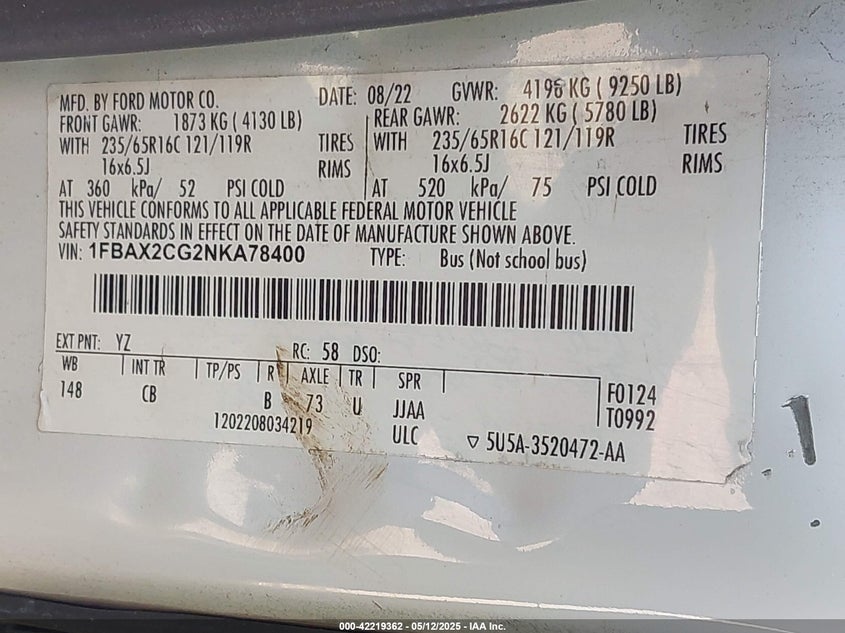 MFD. BY FORD MOTOR CO. DATE: 08/22 GVWR: 4196 KG ( 9250 LB)
FRONT GAWR: 1873 KG ( 4130 LB) REAR GAWR: 2622 KG ( 5780 LB)
WITH 235/65R16C 121/119R TIRES WITH 235/65R16C 121/119R TIRES
16x6.5J RIMS 16x6.5J RIMS
AT 360 kPa/ 52 PSI COLD AT 520 kPa/ 75 PSI COLD
THIS VEHICLE CONFORMS TO ALL APPLICABLE FEDERAL MOTOR VEHICLE
SAFETY STANDARDS IN EFFECT ON THE DATE OF MANUFACTURE SHOWN ABOVE.
VIN: 1FBAX2CG2NKA78400 TYPE: Bus (Not school bus)
EXT PNT: YZ RC: 58 DSO:
WB INT TR TP/PS R AXLE TR SPR
148 CB B 73 U JJAA F0124
1202208034219 ULC T0992
5U5A-3520472-AA
000-42219362 - 05/12/2025 - IAA Inc.